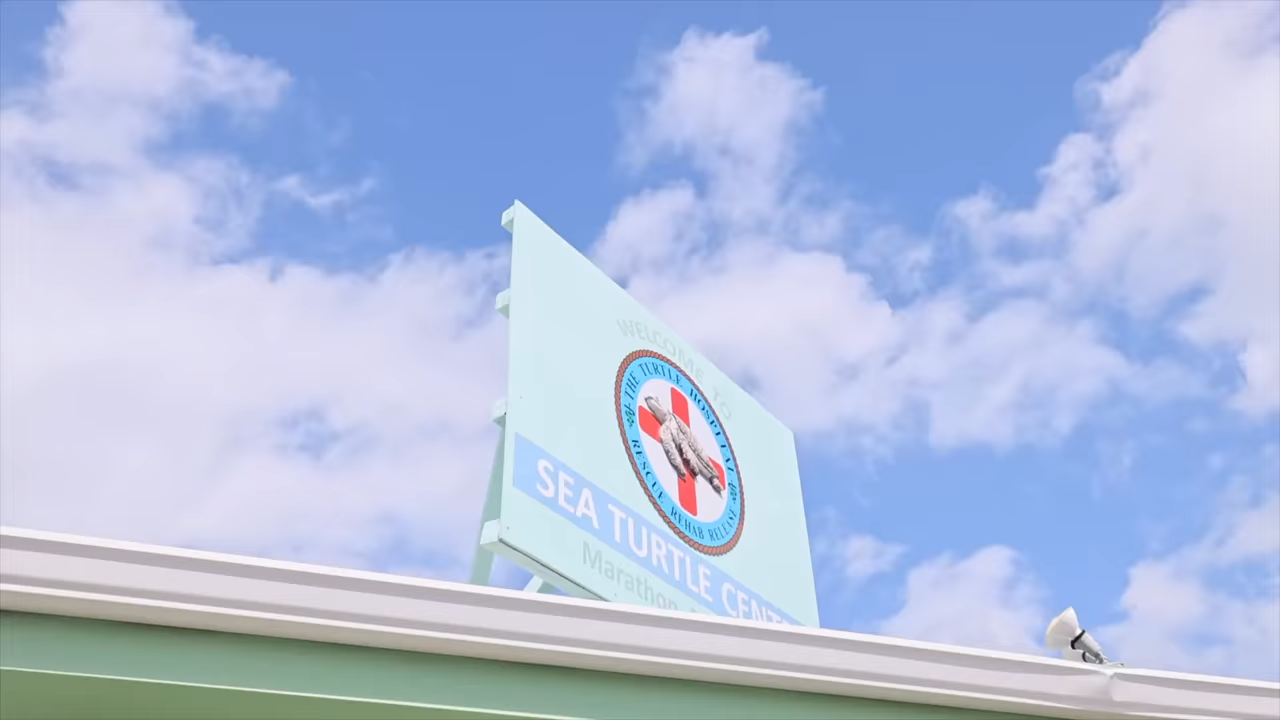 WELCOME TO
THE TURTLE HOSPITAL
RESCUE REHAB RELEASE
SEA TURTLE CENT
Marathon,